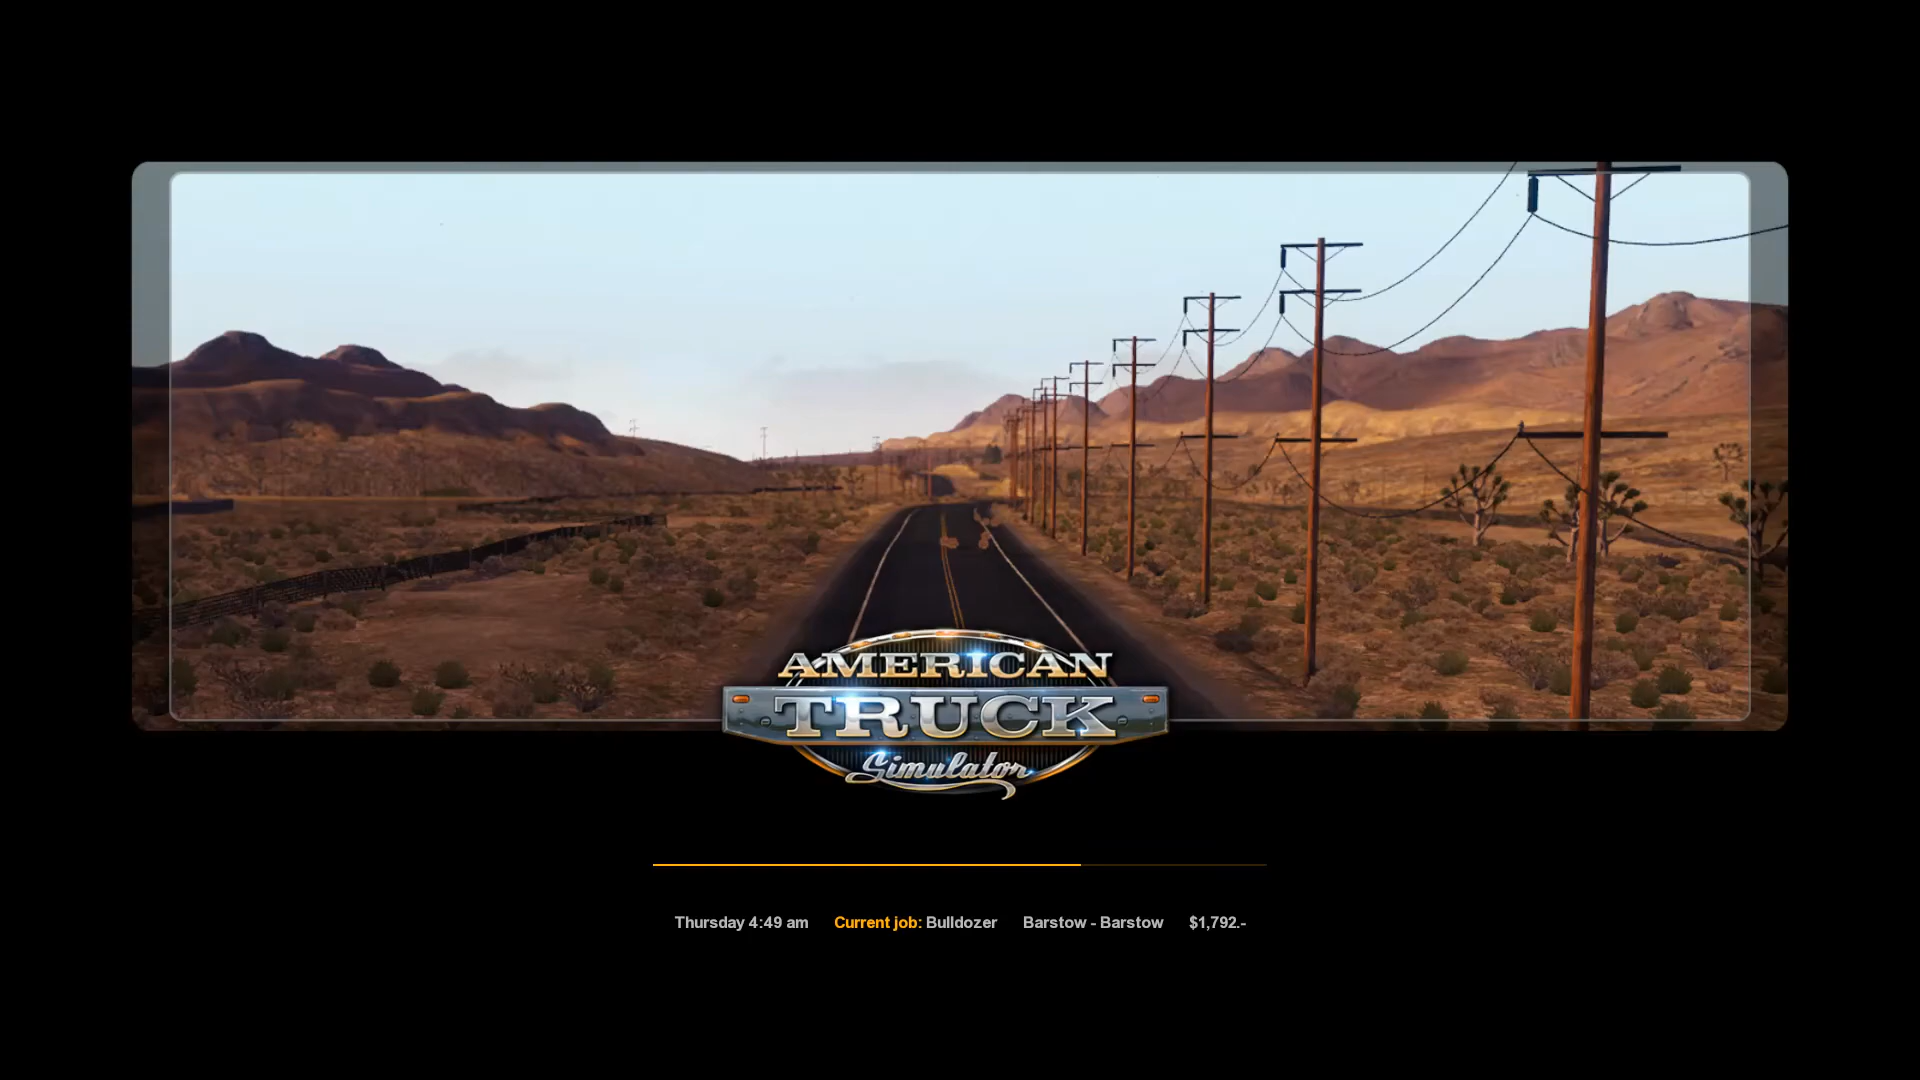 AMERICAN
TRUCK
Simulator
Thursday 4:49 am Current job: Bulldozer Barstow - Barstow $1,792.-